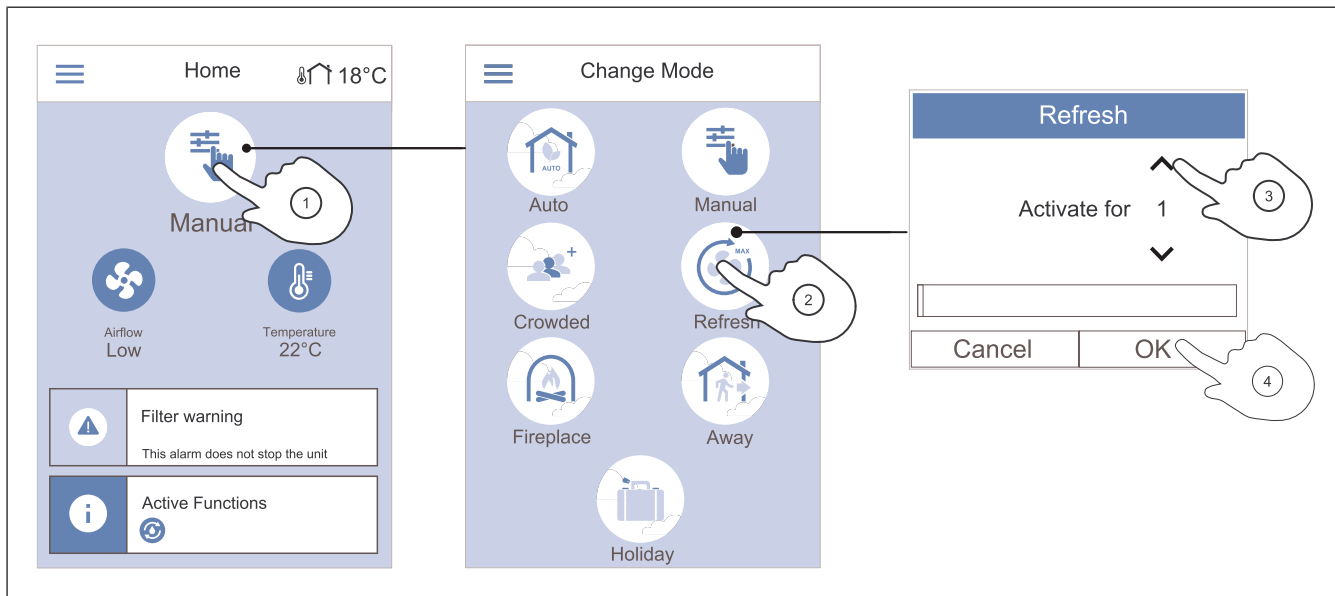 Home
18°C
Manual
1
Airflow
Low
Temperature
22°C
Filter warning
This alarm does not stop the unit
i
Active Functions
Change Mode
AUTO
Auto
Manual
+
Crowded
MAX
Refresh
2
Fireplace
Away
Holiday
Refresh
Activate for 1
3
Cancel
OK
4